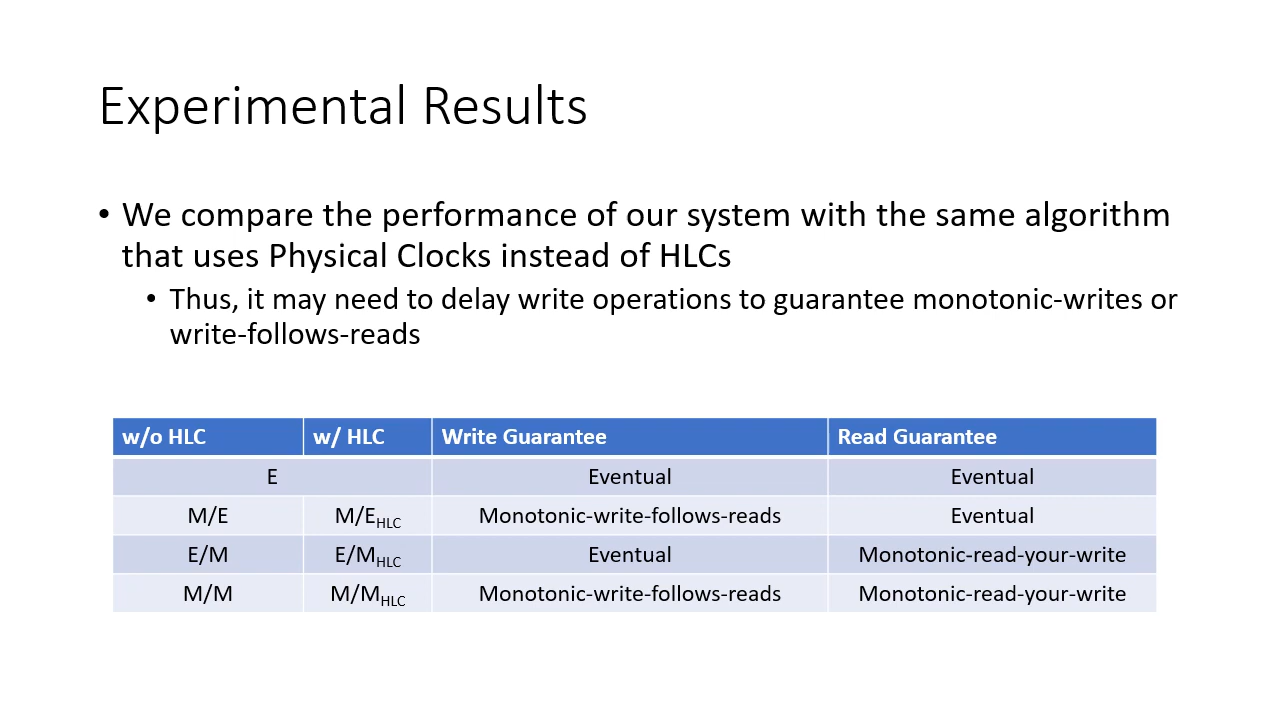 Experimental Results
• We compare the performance of our system with the same algorithm
that uses Physical Clocks instead of HLCs
• Thus, it may need to delay write operations to guarantee monotonic-writes or
write-follows-reads
w/o HLC w/ HLC Write Guarantee Read Guarantee
E Eventual Eventual
M/E M/EHLC Monotonic-write-follows-reads Eventual
E/M E/MHLC Eventual Monotonic-read-your-write
M/M M/MHLC Monotonic-write-follows-reads Monotonic-read-your-write